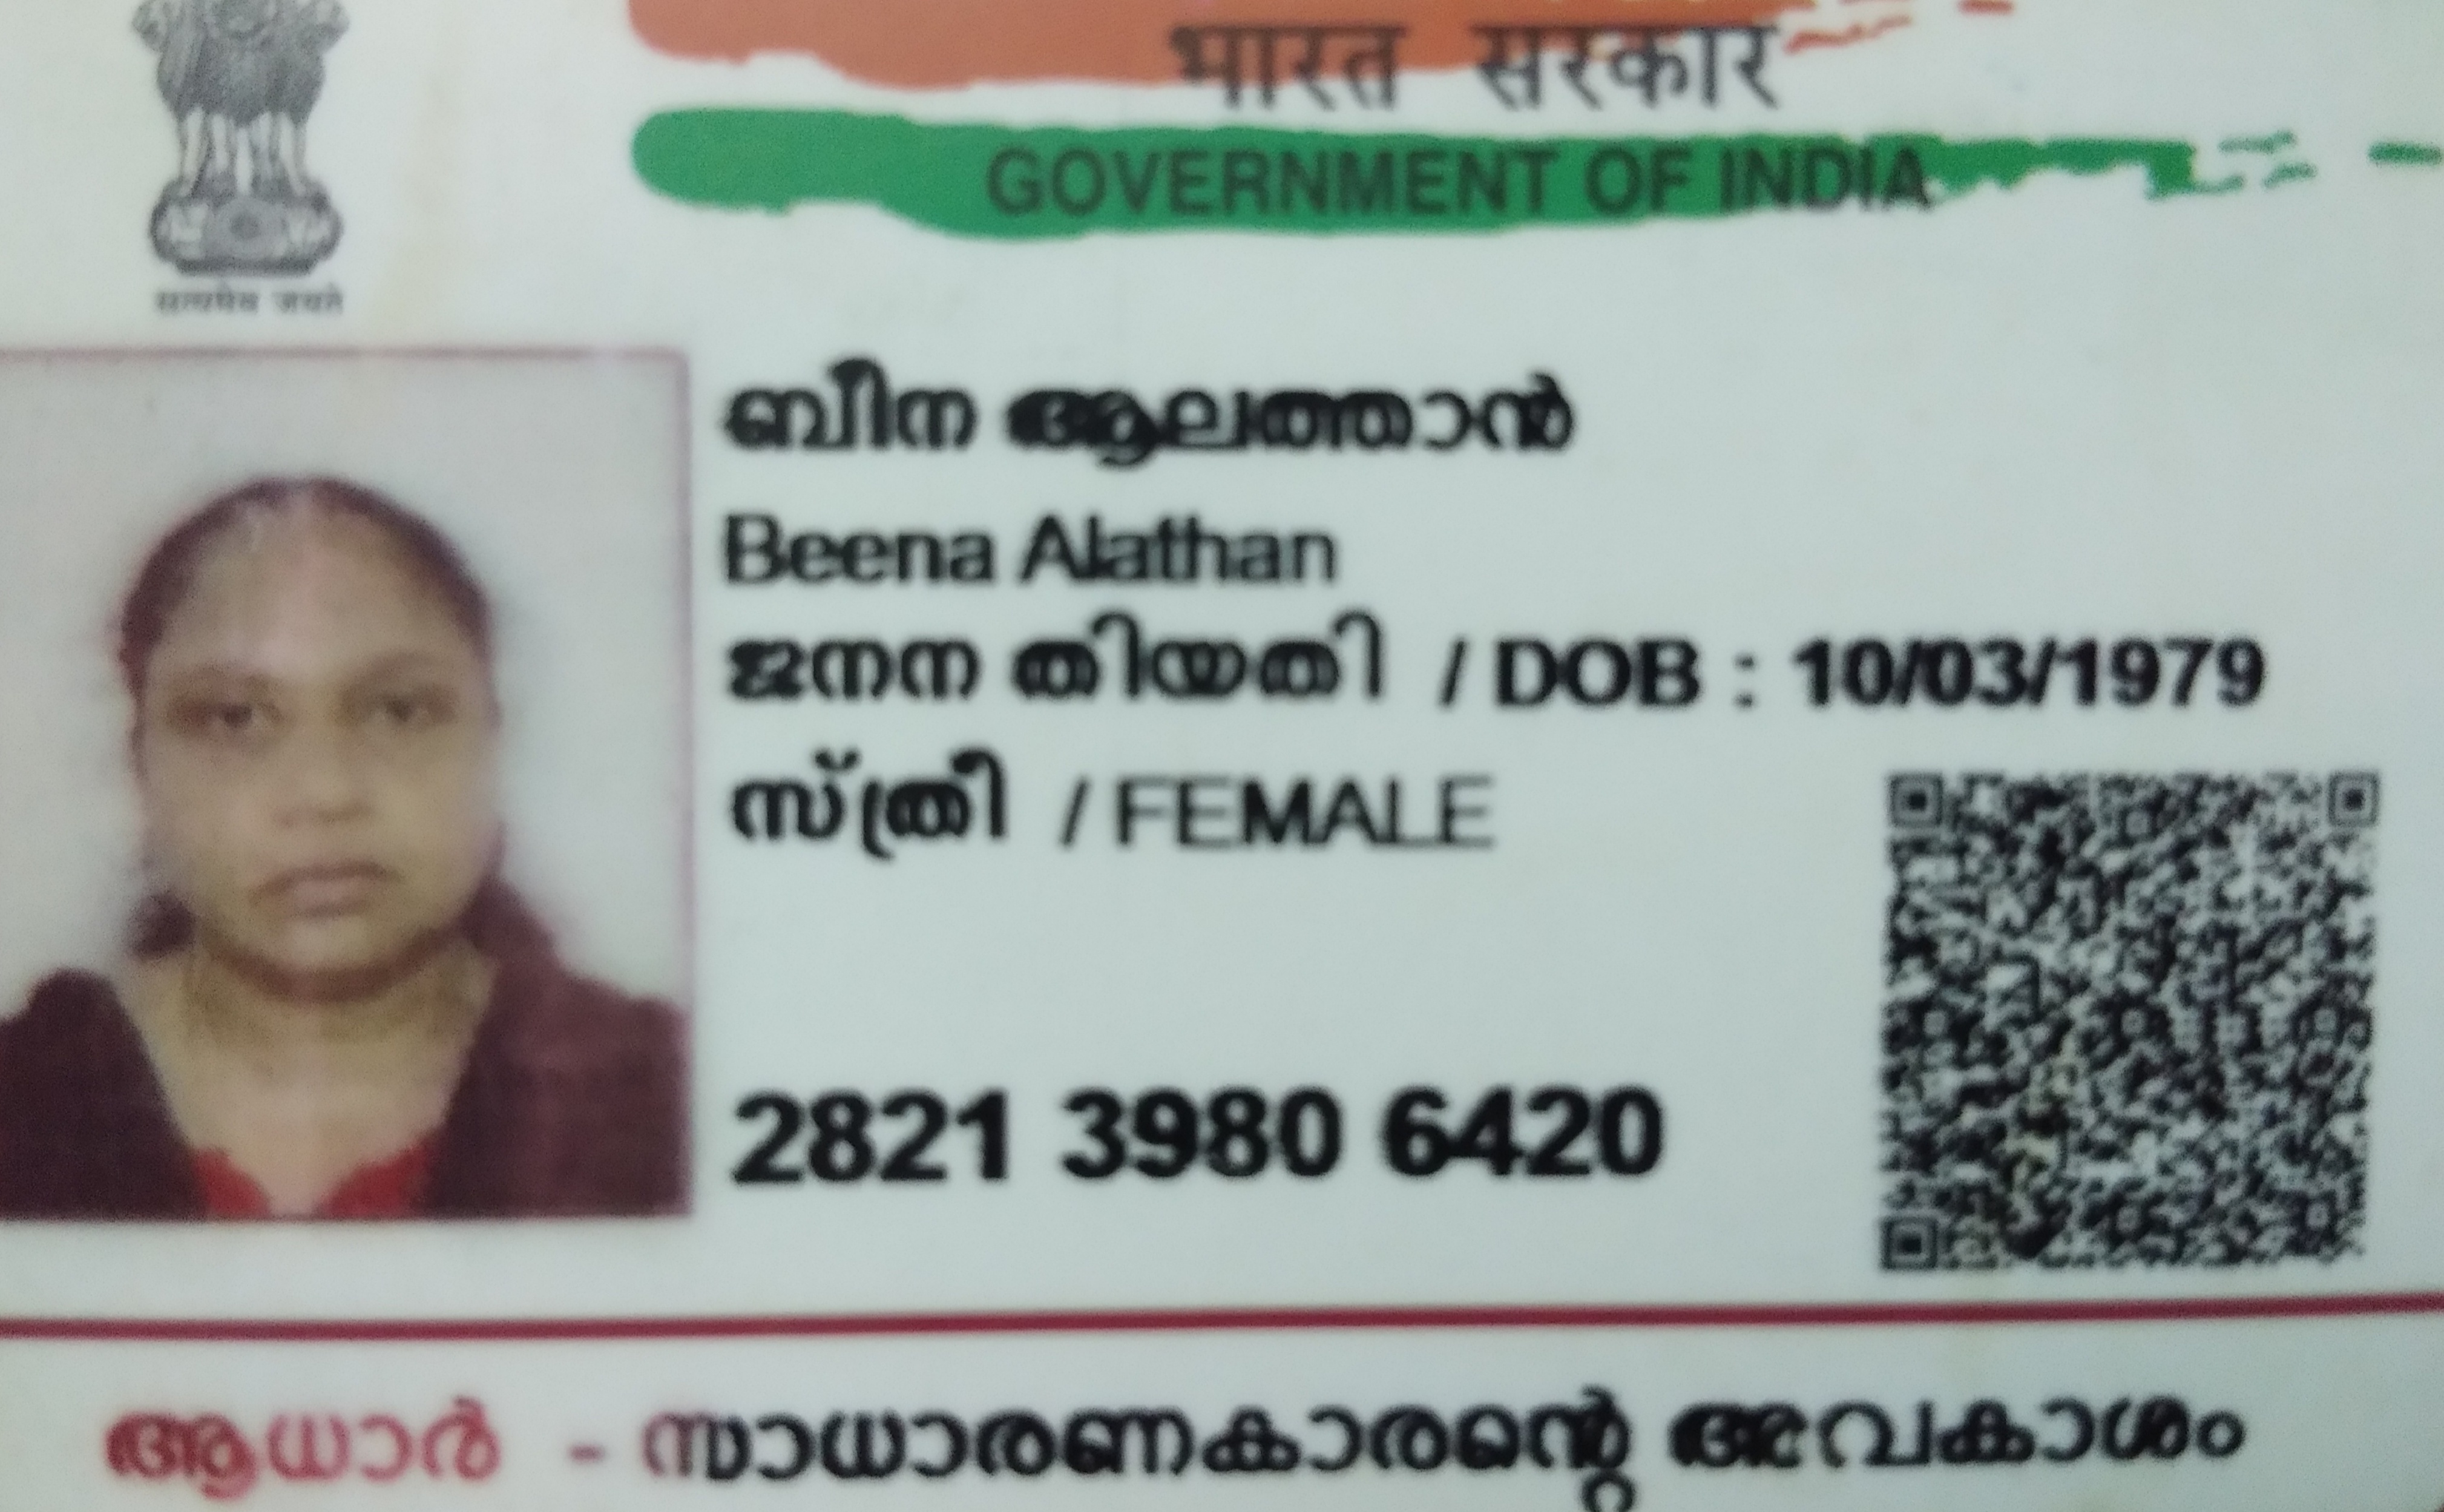 भारत सरकार
GOVERNMENT OF INDIA
सत्यमेव जयते
ബീന ആലത്താൻ
Beena Alathan
ജനന തിയതി / DOB : 10/03/1979
സ്ത്രീ / FEMALE
2821 3980 6420
ആധാർ - സാധാരണകാരന്റെ അവകാശം